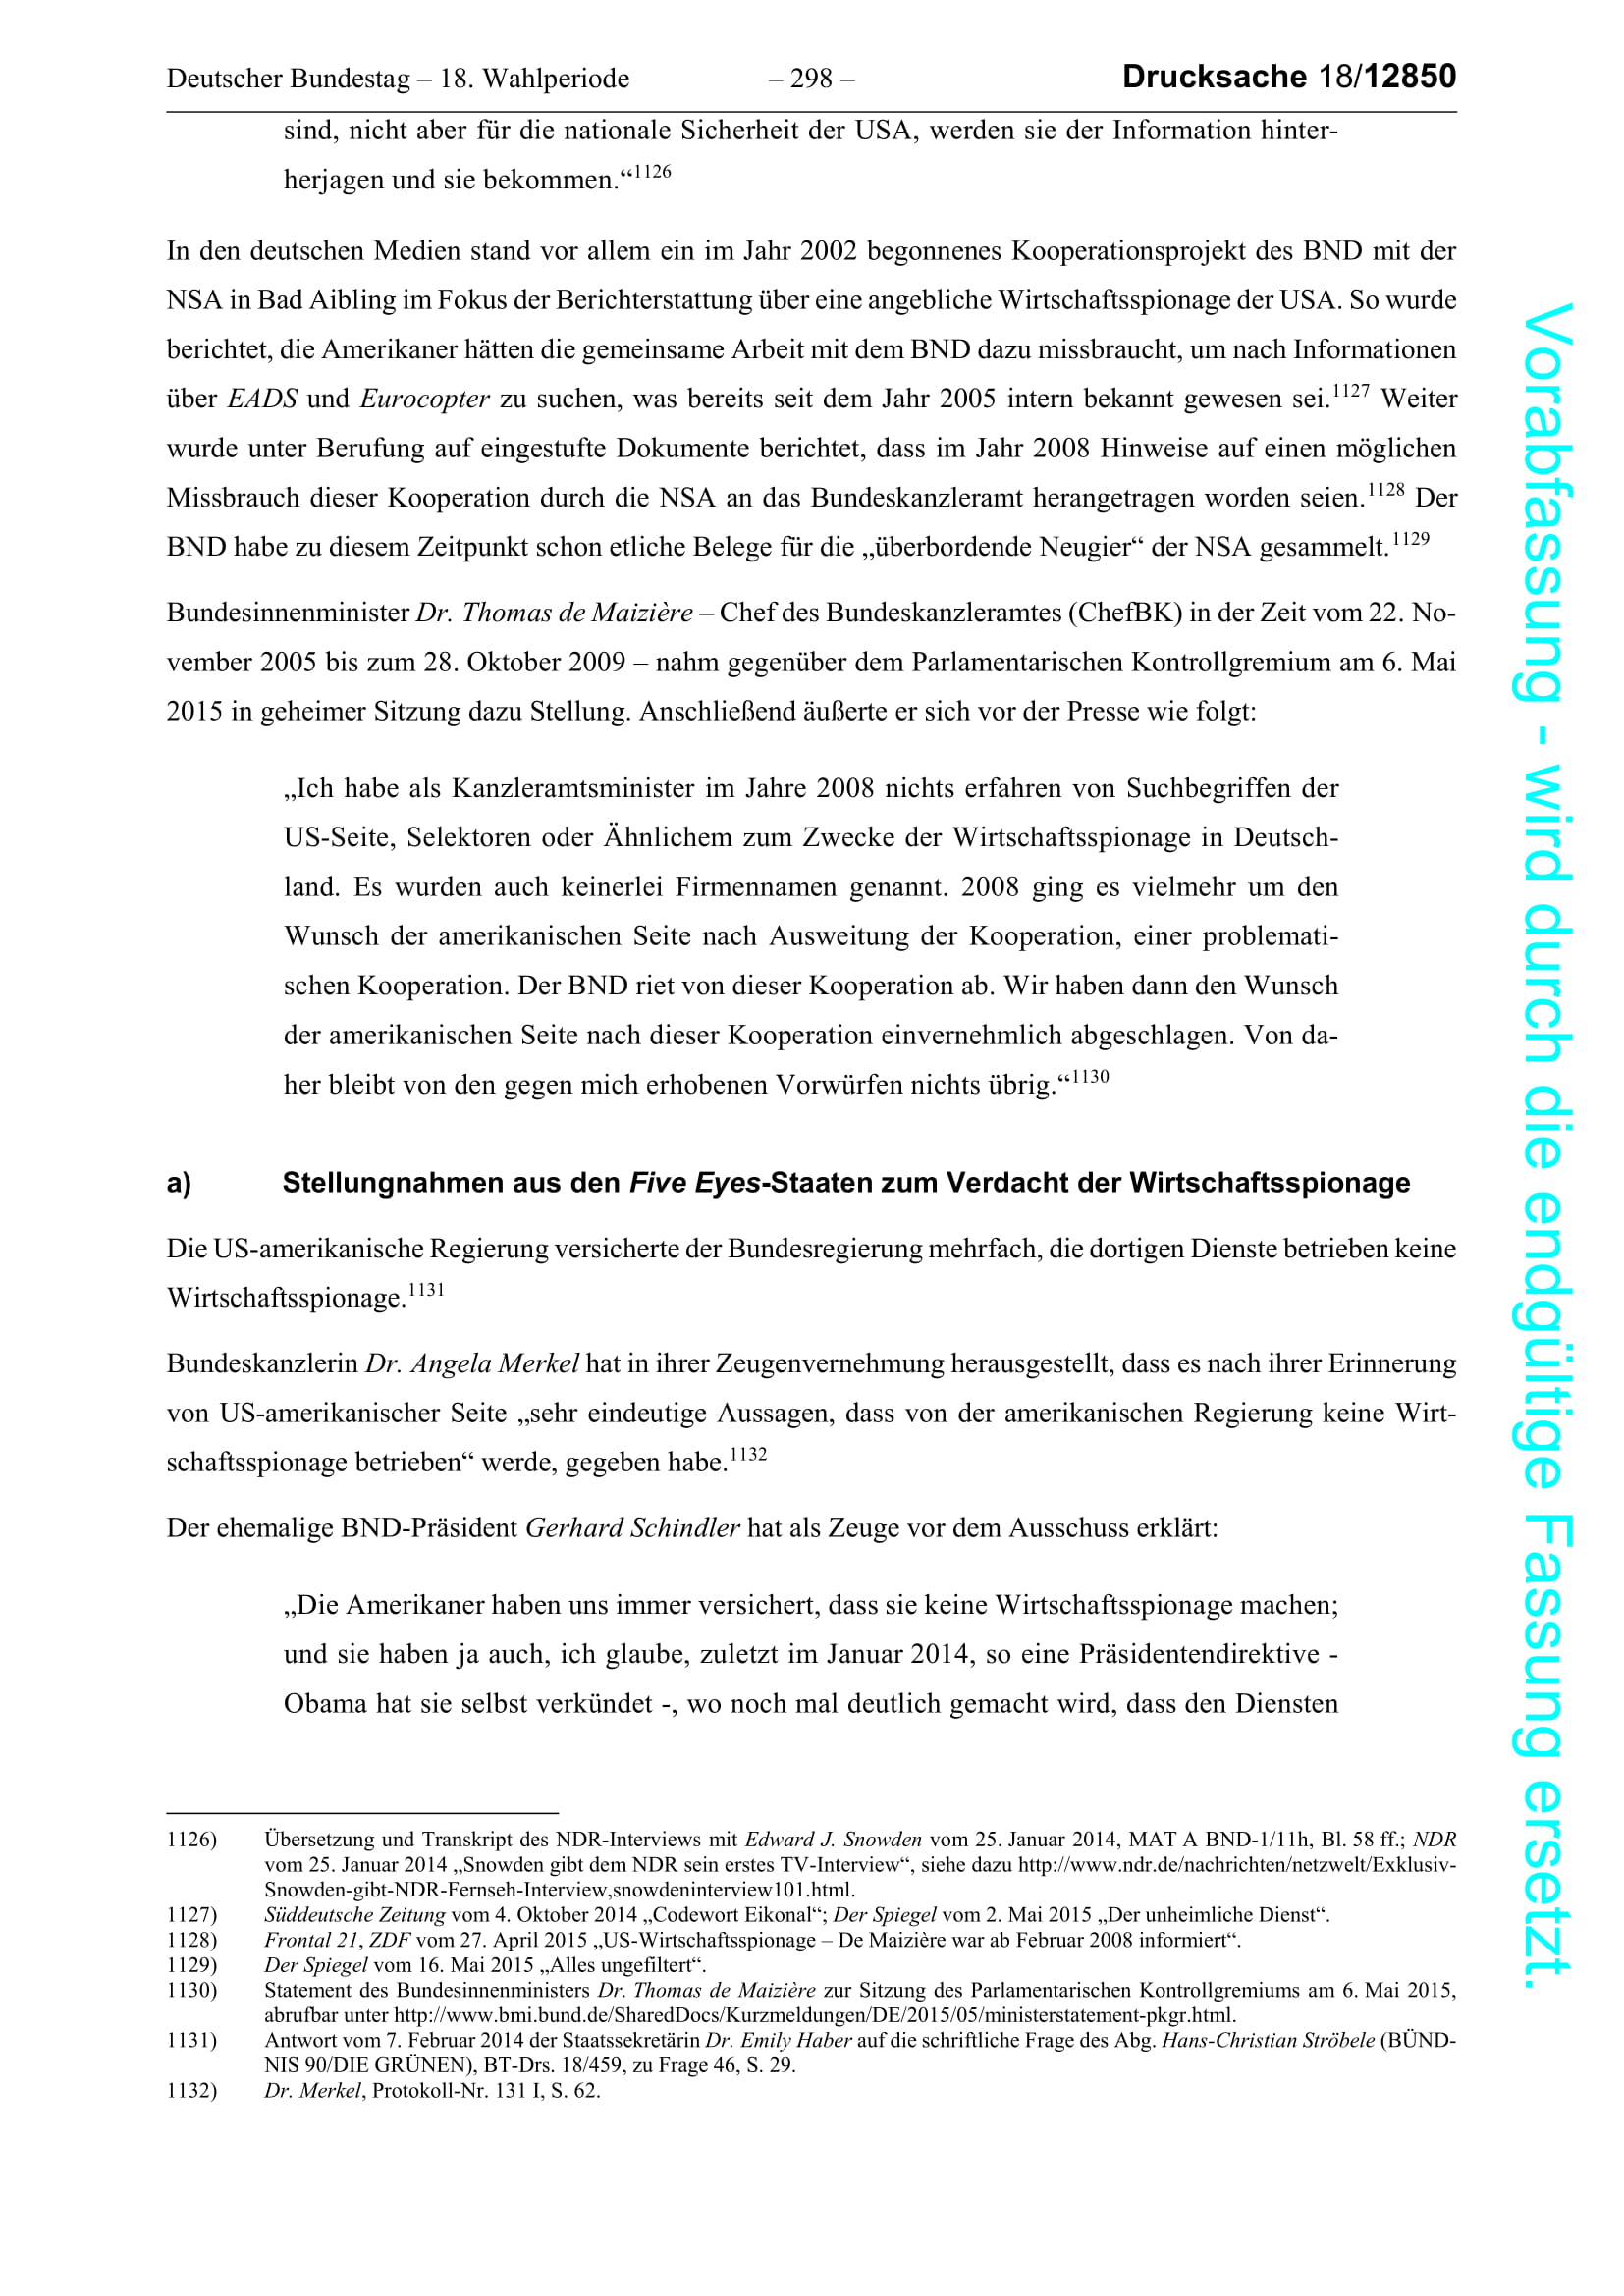 Deutscher Bundestag – 18. Wahlperiode – 298 – Drucksache 18/12850
sind, nicht aber für die nationale Sicherheit der USA, werden sie der Information hinter-
herjagen und sie bekommen.“1126
In den deutschen Medien stand vor allem ein im Jahr 2002 begonnenes Kooperationsprojekt des BND mit der
NSA in Bad Aibling im Fokus der Berichterstattung über eine angebliche Wirtschaftsspionage der USA. So wurde
berichtet, die Amerikaner hätten die gemeinsame Arbeit mit dem BND dazu missbraucht, um nach Informationen
über EADS und Eurocopter zu suchen, was bereits seit dem Jahr 2005 intern bekannt gewesen sei.1127 Weiter
wurde unter Berufung auf eingestufte Dokumente berichtet, dass im Jahr 2008 Hinweise auf einen möglichen
Missbrauch dieser Kooperation durch die NSA an das Bundeskanzleramt herangetragen worden seien.1128 Der
BND habe zu diesem Zeitpunkt schon etliche Belege für die „überbordende Neugier“ der NSA gesammelt.1129
Bundesinnenminister Dr. Thomas de Maizière – Chef des Bundeskanzleramtes (ChefBK) in der Zeit vom 22. No-
vember 2005 bis zum 28. Oktober 2009 – nahm gegenüber dem Parlamentarischen Kontrollgremium am 6. Mai
2015 in geheimer Sitzung dazu Stellung. Anschließend äußerte er sich vor der Presse wie folgt:
„Ich habe als Kanzleramtsminister im Jahre 2008 nichts erfahren von Suchbegriffen der
US-Seite, Selektoren oder Ähnlichem zum Zwecke der Wirtschaftsspionage in Deutsch-
land. Es wurden auch keinerlei Firmennamen genannt. 2008 ging es vielmehr um den
Wunsch der amerikanischen Seite nach Ausweitung der Kooperation, einer problemati-
schen Kooperation. Der BND riet von dieser Kooperation ab. Wir haben dann den Wunsch
der amerikanischen Seite nach dieser Kooperation einvernehmlich abgeschlagen. Von da-
her bleibt von den gegen mich erhobenen Vorwürfen nichts übrig.“1130
a) Stellungnahmen aus den Five Eyes-Staaten zum Verdacht der Wirtschaftsspionage
Die US-amerikanische Regierung versicherte der Bundesregierung mehrfach, die dortigen Dienste betrieben keine
Wirtschaftsspionage.1131
Bundeskanzlerin Dr. Angela Merkel hat in ihrer Zeugenvernehmung herausgestellt, dass es nach ihrer Erinnerung
von US-amerikanischer Seite „sehr eindeutige Aussagen, dass von der amerikanischen Regierung keine Wirt-
schaftsspionage betrieben“ werde, gegeben habe.1132
Der ehemalige BND-Präsident Gerhard Schindler hat als Zeuge vor dem Ausschuss erklärt:
„Die Amerikaner haben uns immer versichert, dass sie keine Wirtschaftsspionage machen;
und sie haben ja auch, ich glaube, zuletzt im Januar 2014, so eine Präsidentendirektive -
Obama hat sie selbst verkündet -, wo noch mal deutlich gemacht wird, dass den Diensten
1126) Übersetzung und Transkript des NDR-Interviews mit Edward J. Snowden vom 25. Januar 2014, MAT A BND-1/11h, Bl. 58 ff.; NDR
vom 25. Januar 2014 „Snowden gibt dem NDR sein erstes TV-Interview“, siehe dazu http://www.ndr.de/nachrichten/netzwelt/Exklusiv-
Snowden-gibt-NDR-Fernseh-Interview,snowdeninterview101.html.
1127) Süddeutsche Zeitung vom 4. Oktober 2014 „Codewort Eikonal“; Der Spiegel vom 2. Mai 2015 „Der unheimliche Dienst“.
1128) Frontal 21, ZDF vom 27. April 2015 „US-Wirtschaftsspionage – De Maizière war ab Februar 2008 informiert“.
1129) Der Spiegel vom 16. Mai 2015 „Alles ungefiltert“.
1130) Statement des Bundesinnenministers Dr. Thomas de Maizière zur Sitzung des Parlamentarischen Kontrollgremiums am 6. Mai 2015,
abrufbar unter http://www.bmi.bund.de/SharedDocs/Kurzmeldungen/DE/2015/05/ministerstatement-pkgr.html.
1131) Antwort vom 7. Februar 2014 der Staatssekretärin Dr. Emily Haber auf die schriftliche Frage des Abg. Hans-Christian Ströbele (BÜND-
NIS 90/DIE GRÜNEN), BT-Drs. 18/459, zu Frage 46, S. 29.
1132) Dr. Merkel, Protokoll-Nr. 131 I, S. 62.
Vorabfassung - wird durch die endgültige Fassung ersetzt.